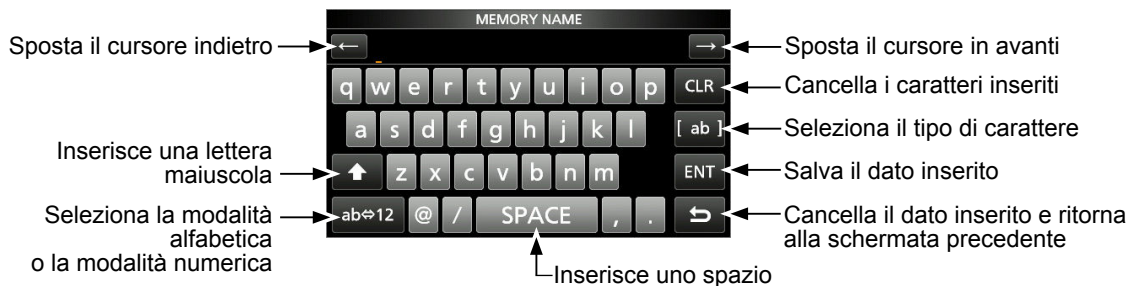 MEMORY NAME
Sposta il cursore indietro ← → Sposta il cursore in avanti
q w e r t y u i o p CLR Cancella i caratteri inseriti
a s d f g h j k l [ ab ] Seleziona il tipo di carattere
Inserisce una lettera
maiuscola
z x c v b n m ENT Salva il dato inserito
Seleziona la modalità
alfabetica
o la modalità numerica
ab⇔12 @ / SPACE , . Cancella il dato inserito e ritorna
alla schermata precedente
Inserisce uno spazio